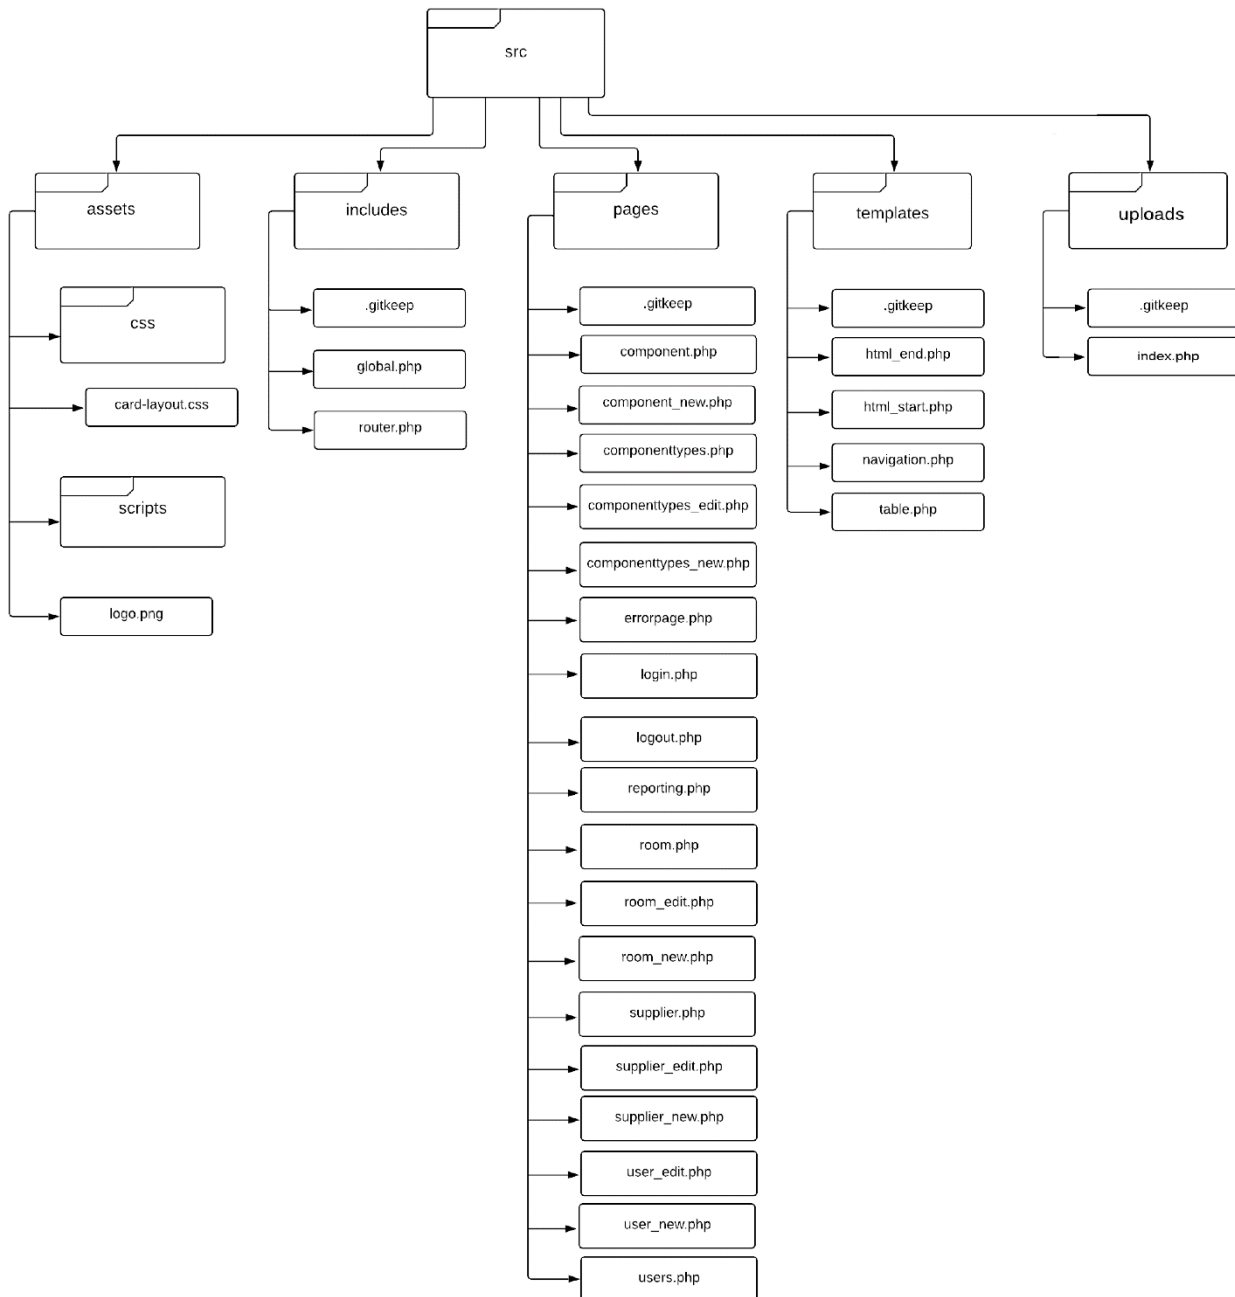 src
assets
css
card-layout.css
scripts
logo.png
includes
.gitkeep
global.php
router.php
pages
.gitkeep
component.php
component_new.php
componenttypes.php
componenttypes_edit.php
componenttypes_new.php
errorpage.php
login.php
logout.php
reporting.php
room.php
room_edit.php
room_new.php
supplier.php
supplier_edit.php
supplier_new.php
user_edit.php
user_new.php
users.php
templates
.gitkeep
html_end.php
html_start.php
navigation.php
table.php
uploads
.gitkeep
index.php